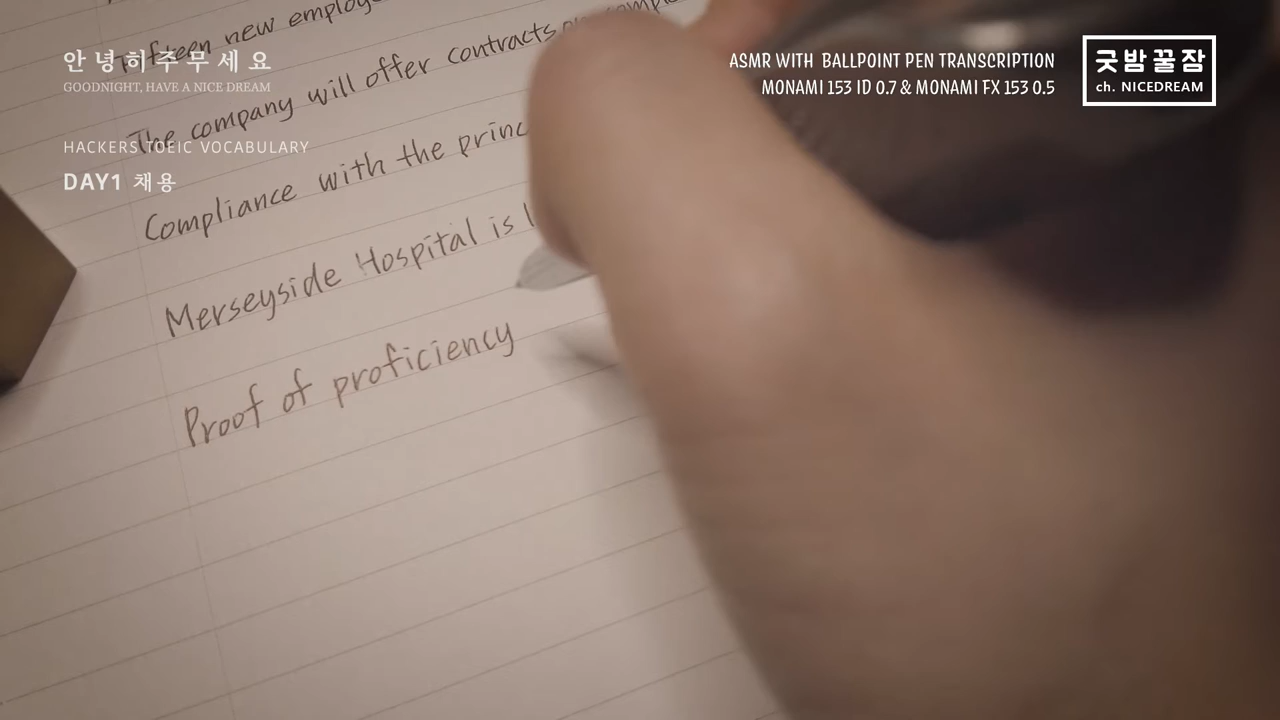 안녕히주무세요
GOODNIGHT, HAVE A NICE DREAM
HACKERS TOEIC VOCABULARY
DAY1 채용
ASMR WITH BALLPOINT PEN TRANSCRIPTION
MONAMI 153 ID 0.7 & MONAMI FX 153 0.5
굿밤꿀잠
ch. NICEDREAM
Fifteen new
The company will offer contracts
Compliance with the
Merseyside Hospital is
Proof of proficiency